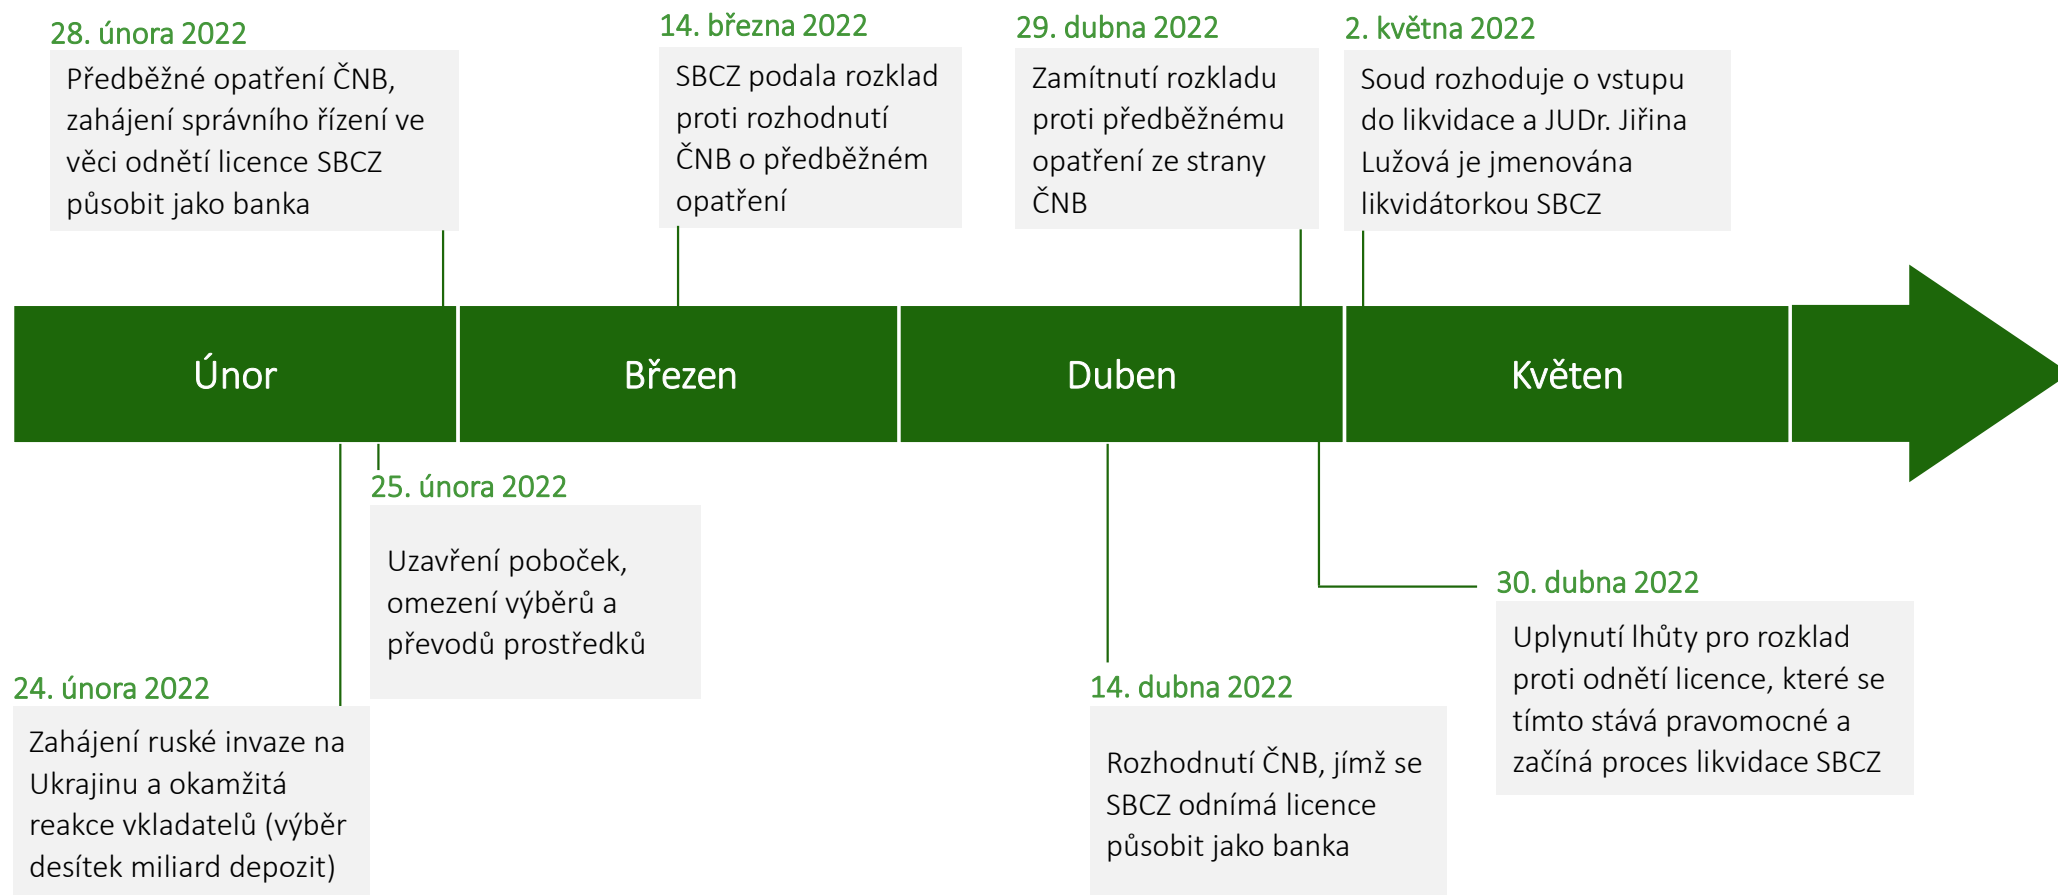 28. února 2022
Předběžné opatření ČNB,
zahájení správního řízení ve
věci odnětí licence SBCZ
působit jako banka
14. března 2022
SBCZ podala rozklad
proti rozhodnutí
ČNB o předběžném
opatření
29. dubna 2022
Zamítnutí rozkladu
proti předběžnému
opatření ze strany
ČNB
2. května 2022
Soud rozhoduje o vstupu
do likvidace a JUDr. Jiřina
Lužová je jmenována
likvidátorkou SBCZ
Únor
Březen
Duben
Květen
24. února 2022
Zahájení ruské invaze na
Ukrajinu a okamžitá
reakce vkladatelů (výběr
desítek miliard depozit)
25. února 2022
Uzavření poboček,
omezení výběrů a
převodů prostředků
14. dubna 2022
Rozhodnutí ČNB, jímž se
SBCZ odnímá licence
působit jako banka
30. dubna 2022
Uplynutí lhůty pro rozklad
proti odnětí licence, které se
tímto stává pravomocné a
začíná proces likvidace SBCZ